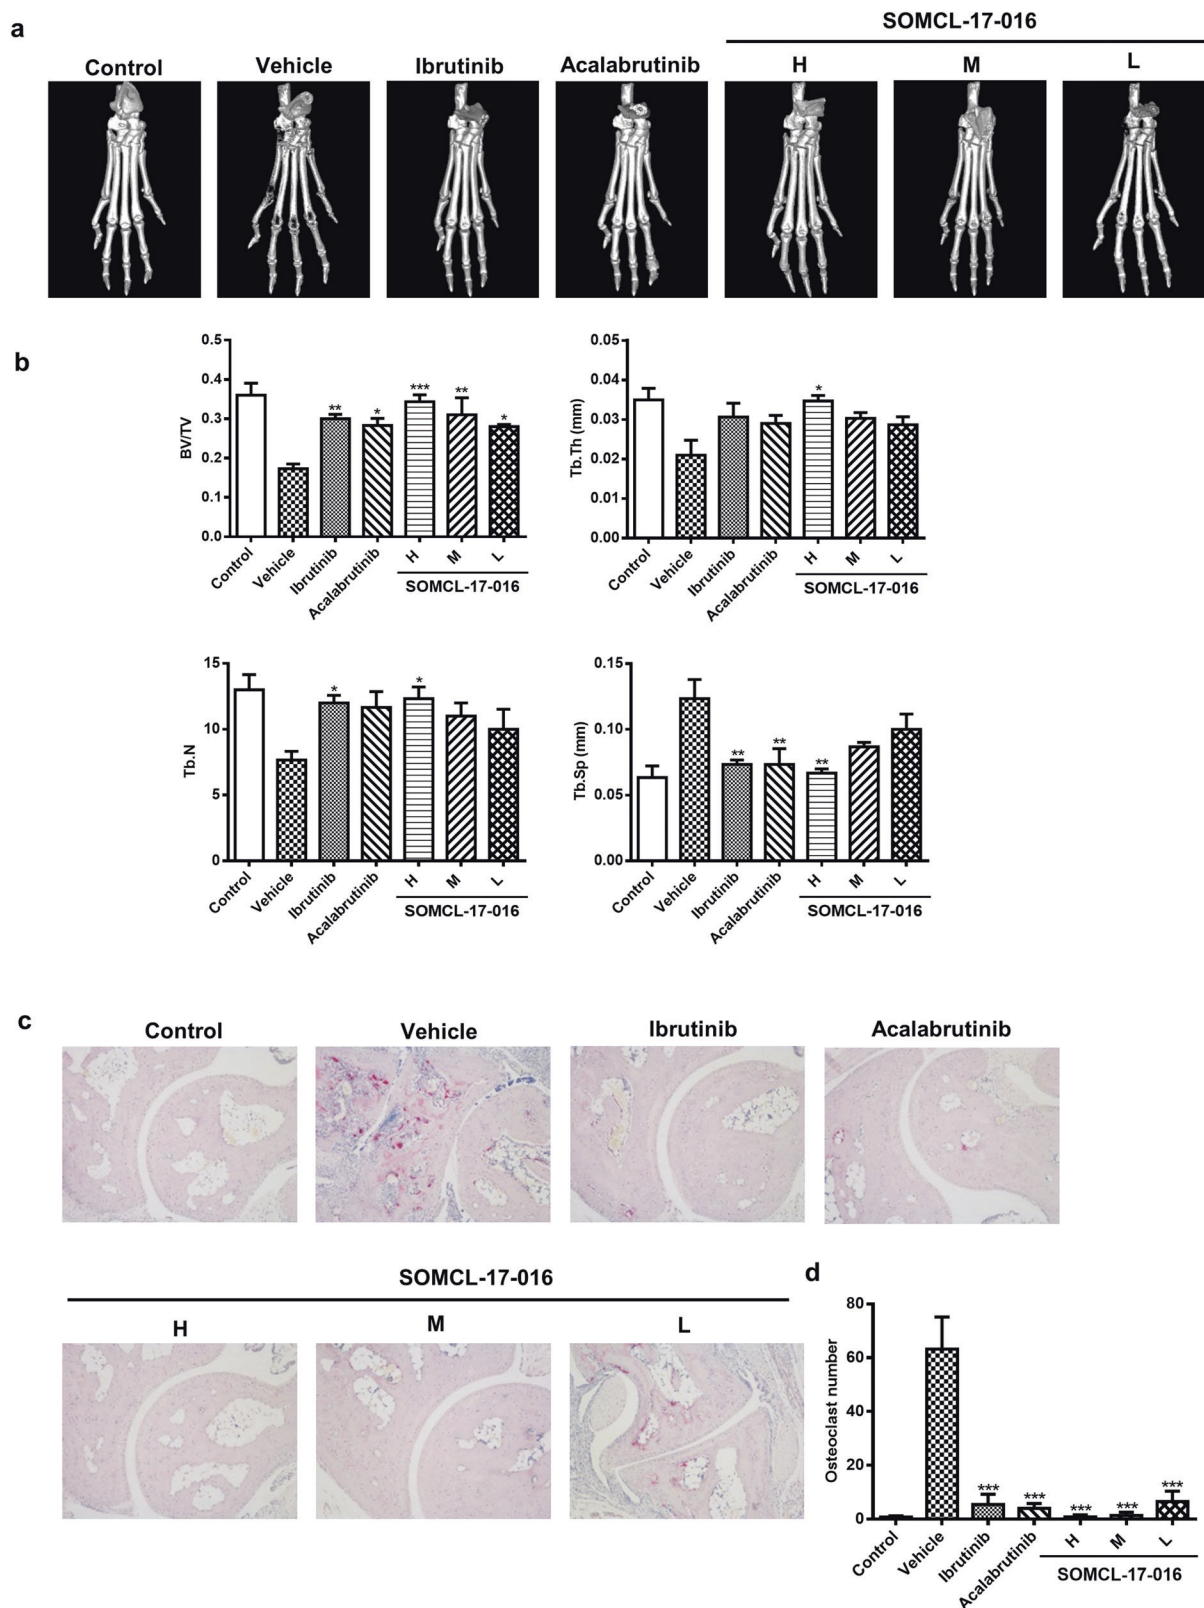 a
SOMCL-17-016
Control Vehicle Ibrutinib Acalabrutinib H M L
b
BV/TV
0.5
0.4
0.3
0.2
0.1
0.0
** * *** ** *
Control Vehicle Ibrutinib Acalabrutinib H M L
SOMCL-17-016
Tb.Th (mm)
0.05
0.04
0.03
0.02
0.01
0.00
*
Control Vehicle Ibrutinib Acalabrutinib H M L
SOMCL-17-016
Tb.N
15
10
5
0
* *
Control Vehicle Ibrutinib Acalabrutinib H M L
SOMCL-17-016
Tb.Sp (mm)
0.15
0.10
0.05
0.00
** ** **
Control Vehicle Ibrutinib Acalabrutinib H M L
SOMCL-17-016
c
Control Vehicle Ibrutinib Acalabrutinib
SOMCL-17-016
H M L
d
Osteoclast number
80
60
40
20
0
*** *** *** *** ***
Control Vehicle Ibrutinib Acalabrutinib H M L
SOMCL-17-016